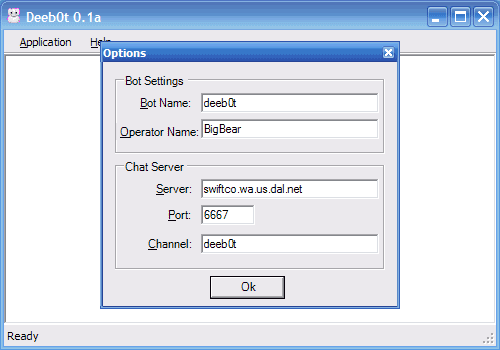 Deeb0t 0.1a
Application Help
Options
Bot Settings
Bot Name: deeb0t
Operator Name: BigBear
Chat Server
Server: swiftco.wa.us.dal.net
Port: 6667
Channel: deeb0t
Ok
Ready